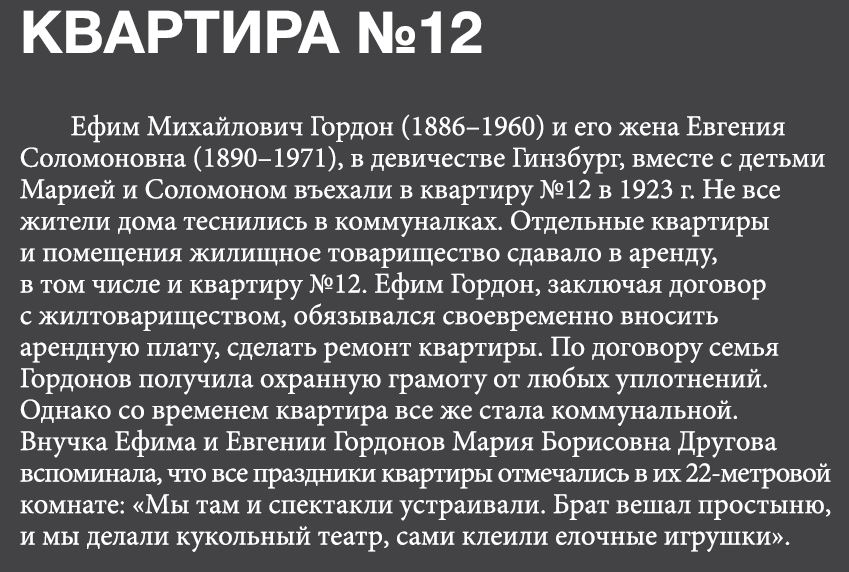 КВАРТИРА №12
Ефим Михайлович Гордон (1886–1960) и его жена Евгения
Соломоновна (1890–1971), в девичестве Гинзбург, вместе с детьми
Марией и Соломоном въехали в квартиру №12 в 1923 г. Не все
жители дома теснились в коммуналках. Отдельные квартиры
и помещения жилищное товарищество сдавало в аренду,
в том числе и квартиру №12. Ефим Гордон, заключая договор
с жилтовариществом, обязывался своевременно вносить
арендную плату, сделать ремонт квартиры. По договору семья
Гордонов получила охранную грамоту от любых уплотнений.
Однако со временем квартира все же стала коммунальной.
Внучка Ефима и Евгении Гордонов Мария Борисовна Другова
вспоминала, что все праздники квартиры отмечались в их 22-метровой
комнате: «Мы там и спектакли устраивали. Брат вешал простыню,
и мы делали кукольный театр, сами клеили елочные игрушки».